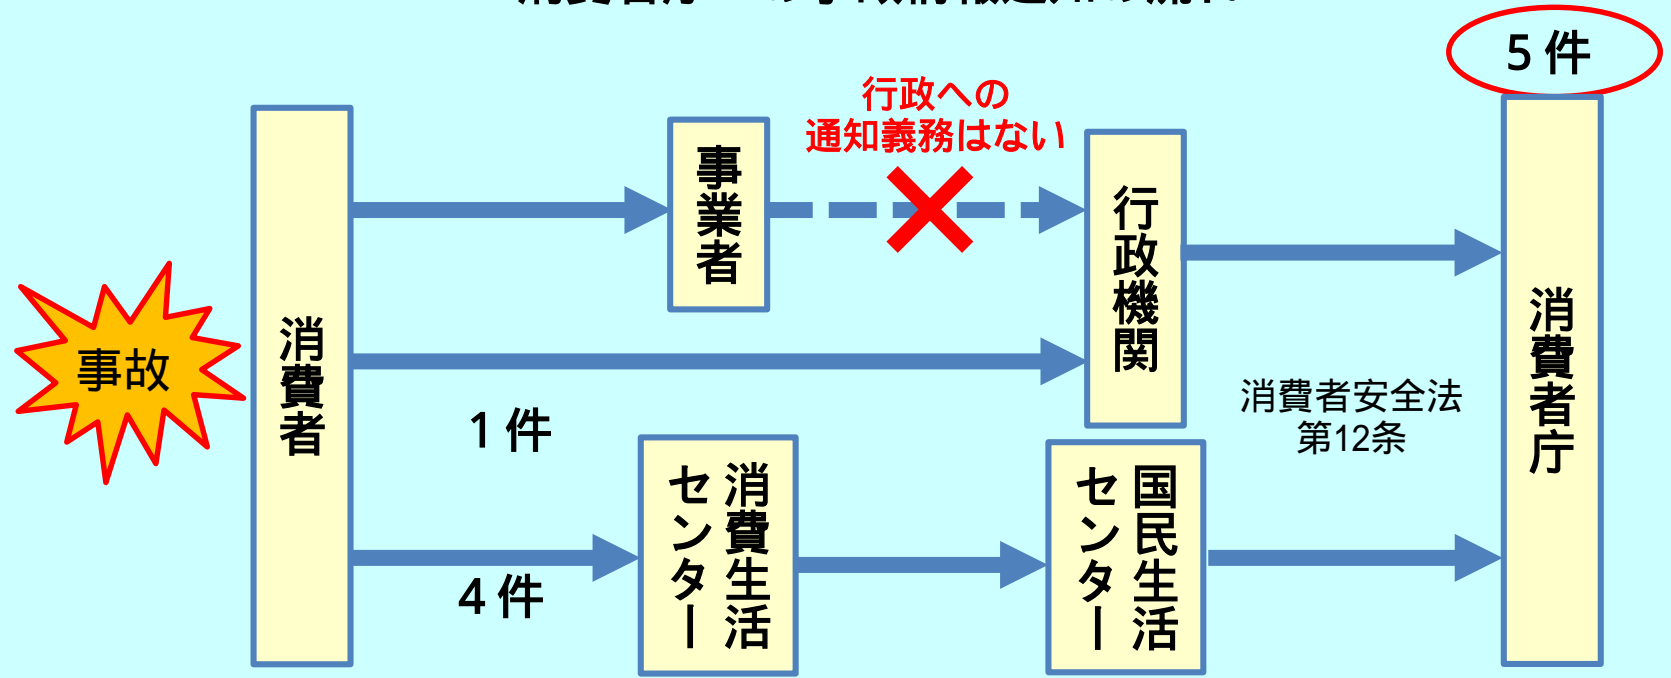 ５件
行政への
通知義務はない
事業者
行政機関
事故
消費者
１件
消費者安全法
第12条
消費者庁
４件
消費生活
センター
国民生活
センター